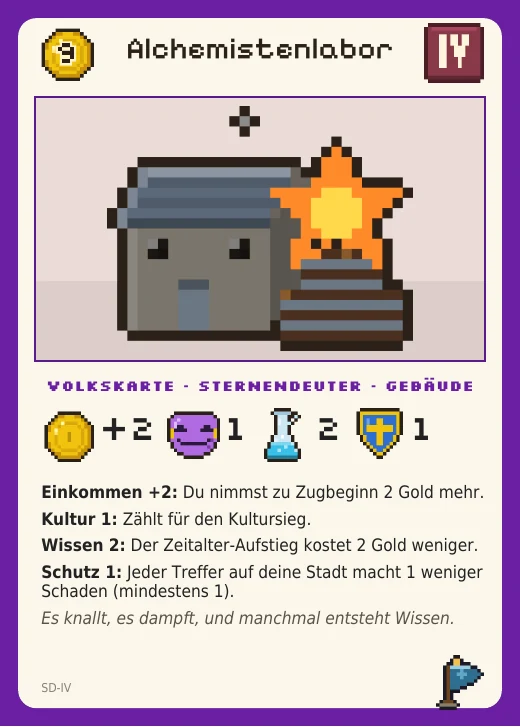 9
Alchemistenlabor
IV
VOLKSKARTE · STERNENDEUTER · GEBÄUDE
+2 1 2 1
Einkommen +2: Du nimmst zu Zugbeginn 2 Gold mehr.
Kultur 1: Zählt für den Kultursieg.
Wissen 2: Der Zeitalter-Aufstieg kostet 2 Gold weniger.
Schutz 1: Jeder Treffer auf deine Stadt macht 1 weniger
Schaden (mindestens 1).
Es knallt, es dampft, und manchmal entsteht Wissen.
SD-IV